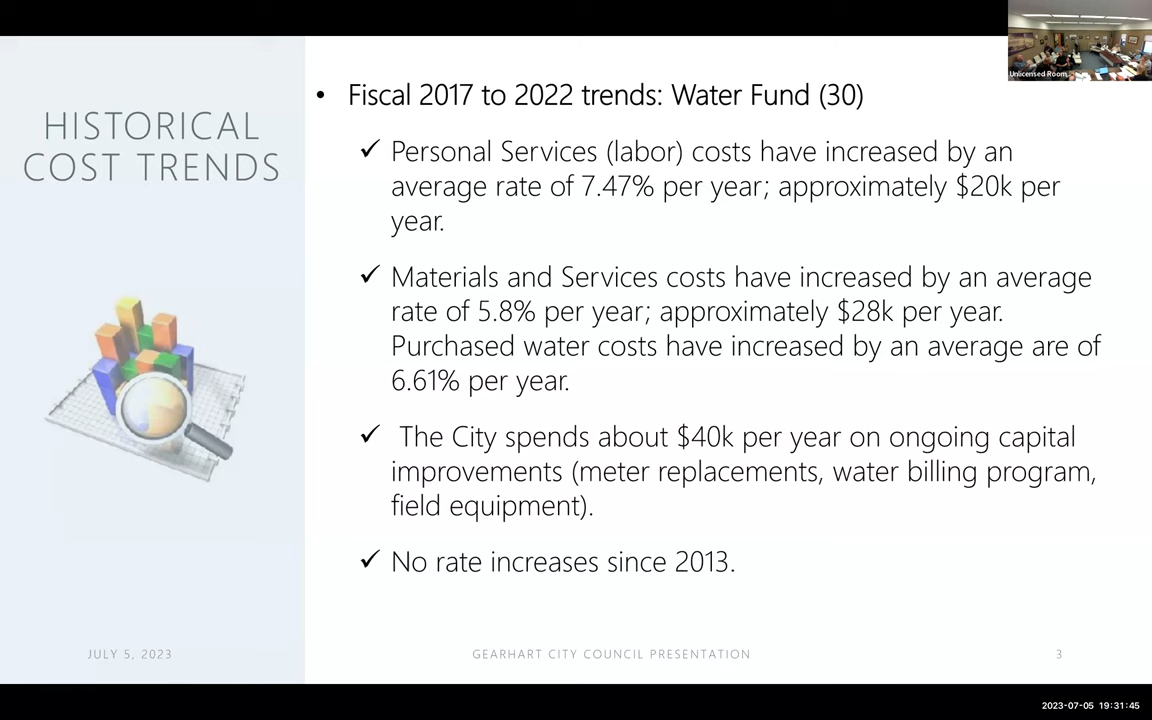 Unlicensed Room
HISTORICAL
COST TRENDS
• Fiscal 2017 to 2022 trends: Water Fund (30)
✓ Personal Services (labor) costs have increased by an
average rate of 7.47% per year; approximately $20k per
year.
✓ Materials and Services costs have increased by an average
rate of 5.8% per year; approximately $28k per year.
Purchased water costs have increased by an average are of
6.61% per year.
✓ The City spends about $40k per year on ongoing capital
improvements (meter replacements, water billing program,
field equipment).
✓ No rate increases since 2013.
JULY 5, 2023
GEARHART CITY COUNCIL PRESENTATION
3
2023-07-05 19:31:45